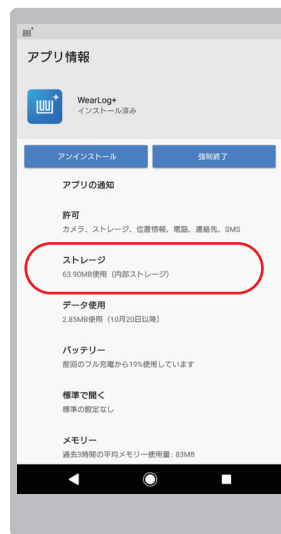 アプリ情報
WearLog+
インストール済み
アンインストール
強制終了
アプリの通知
許可
カメラ、ストレージ、位置情報、電話、連絡先、SMS
ストレージ
63.90MB使用（内部ストレージ）
データ使用
2.85MB使用（10月20日以降）
バッテリー
前回のフル充電から19%使用しています
標準で開く
標準の設定なし
メモリー
過去3時間の平均メモリー使用量: 83MB